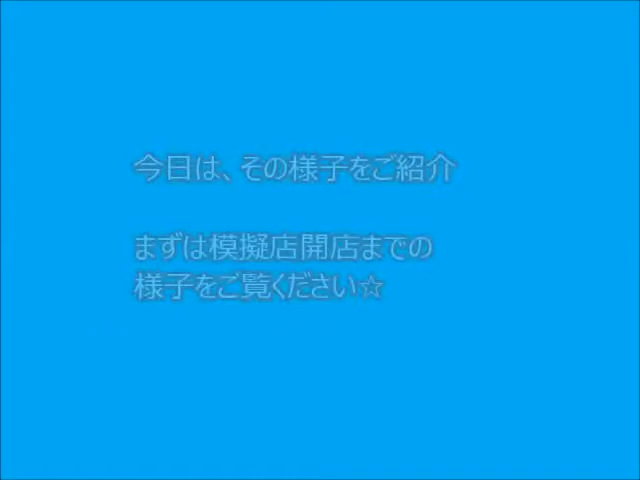 今日は、その様子をご紹介
まずは模擬店開店までの
様子をご覧ください☆